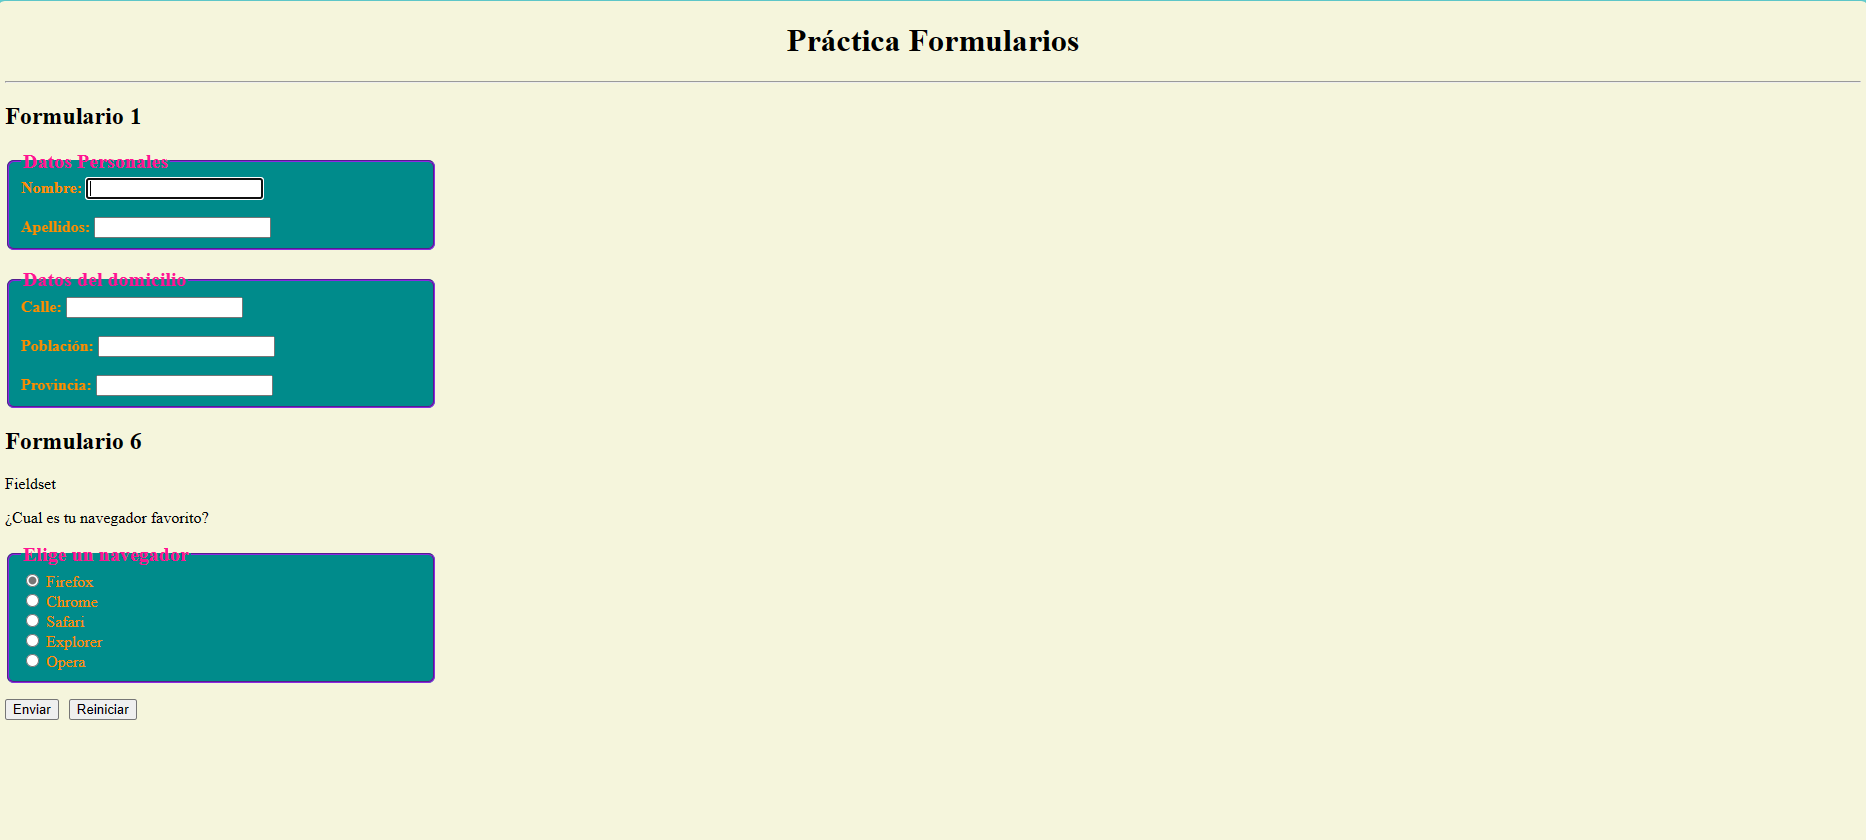 Práctica Formularios
Formulario 1
Datos Personales
Nombre:
Apellidos:
Datos del domicilio
Calle:
Población:
Provincia:
Formulario 6
Fieldset
¿Cual es tu navegador favorito?
Elige un navegador
Firefox
Chrome
Safari
Explorer
Opera
Enviar Reiniciar